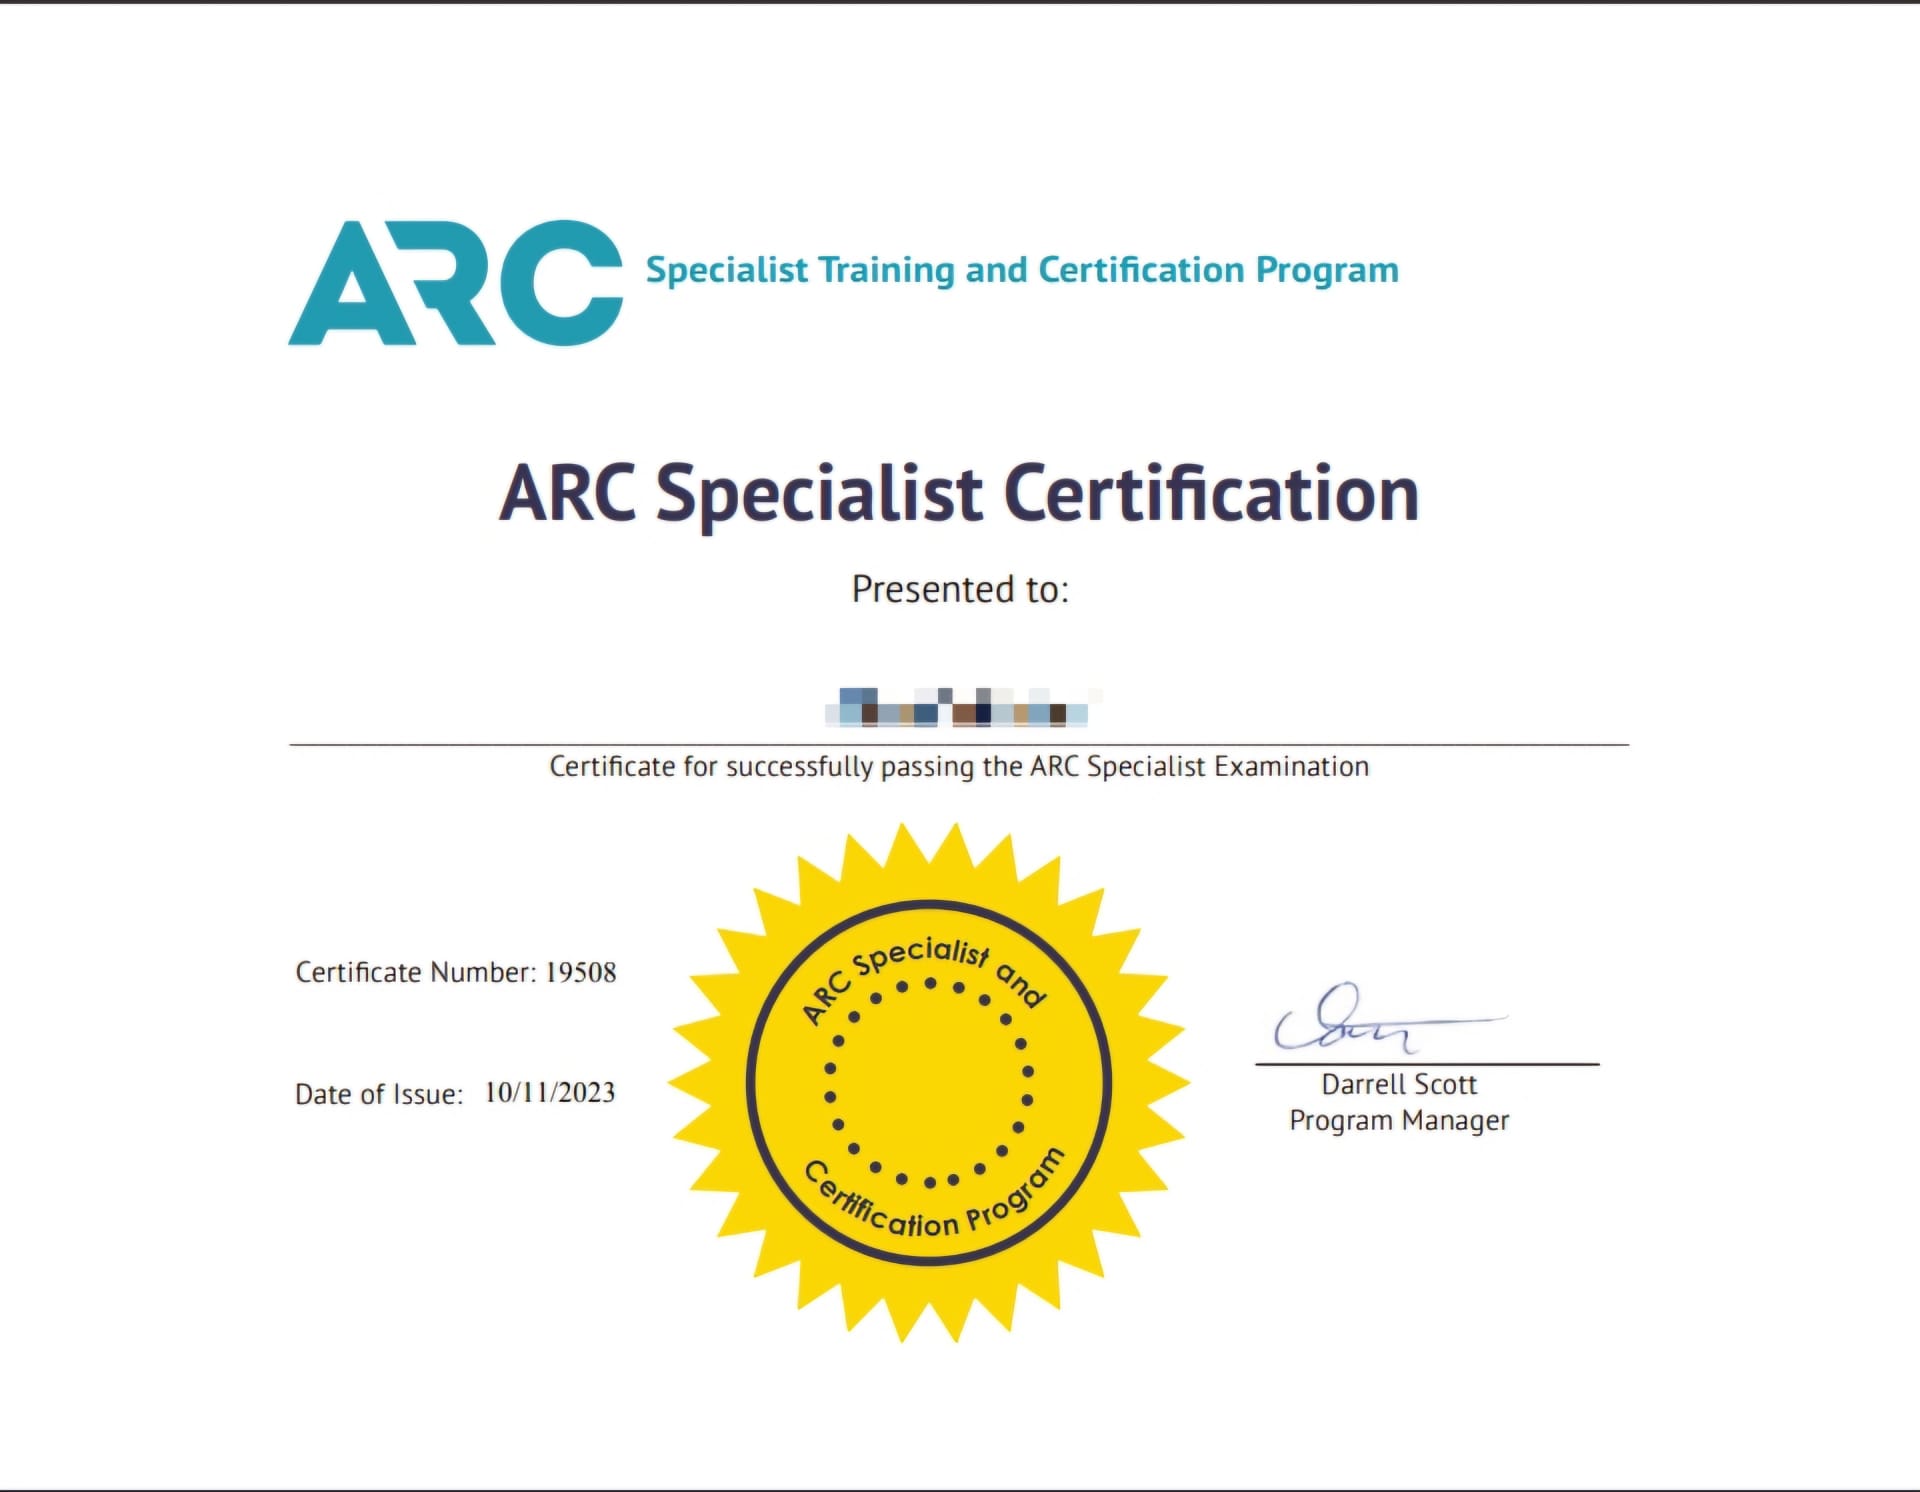 ARC Specialist Training and Certification Program
ARC Specialist Certification
Presented to:
Certificate for successfully passing the ARC Specialist Examination
Certificate Number: 19508
Date of Issue: 10/11/2023
ARC Specialist and
Certification Program
Darrell Scott
Program Manager